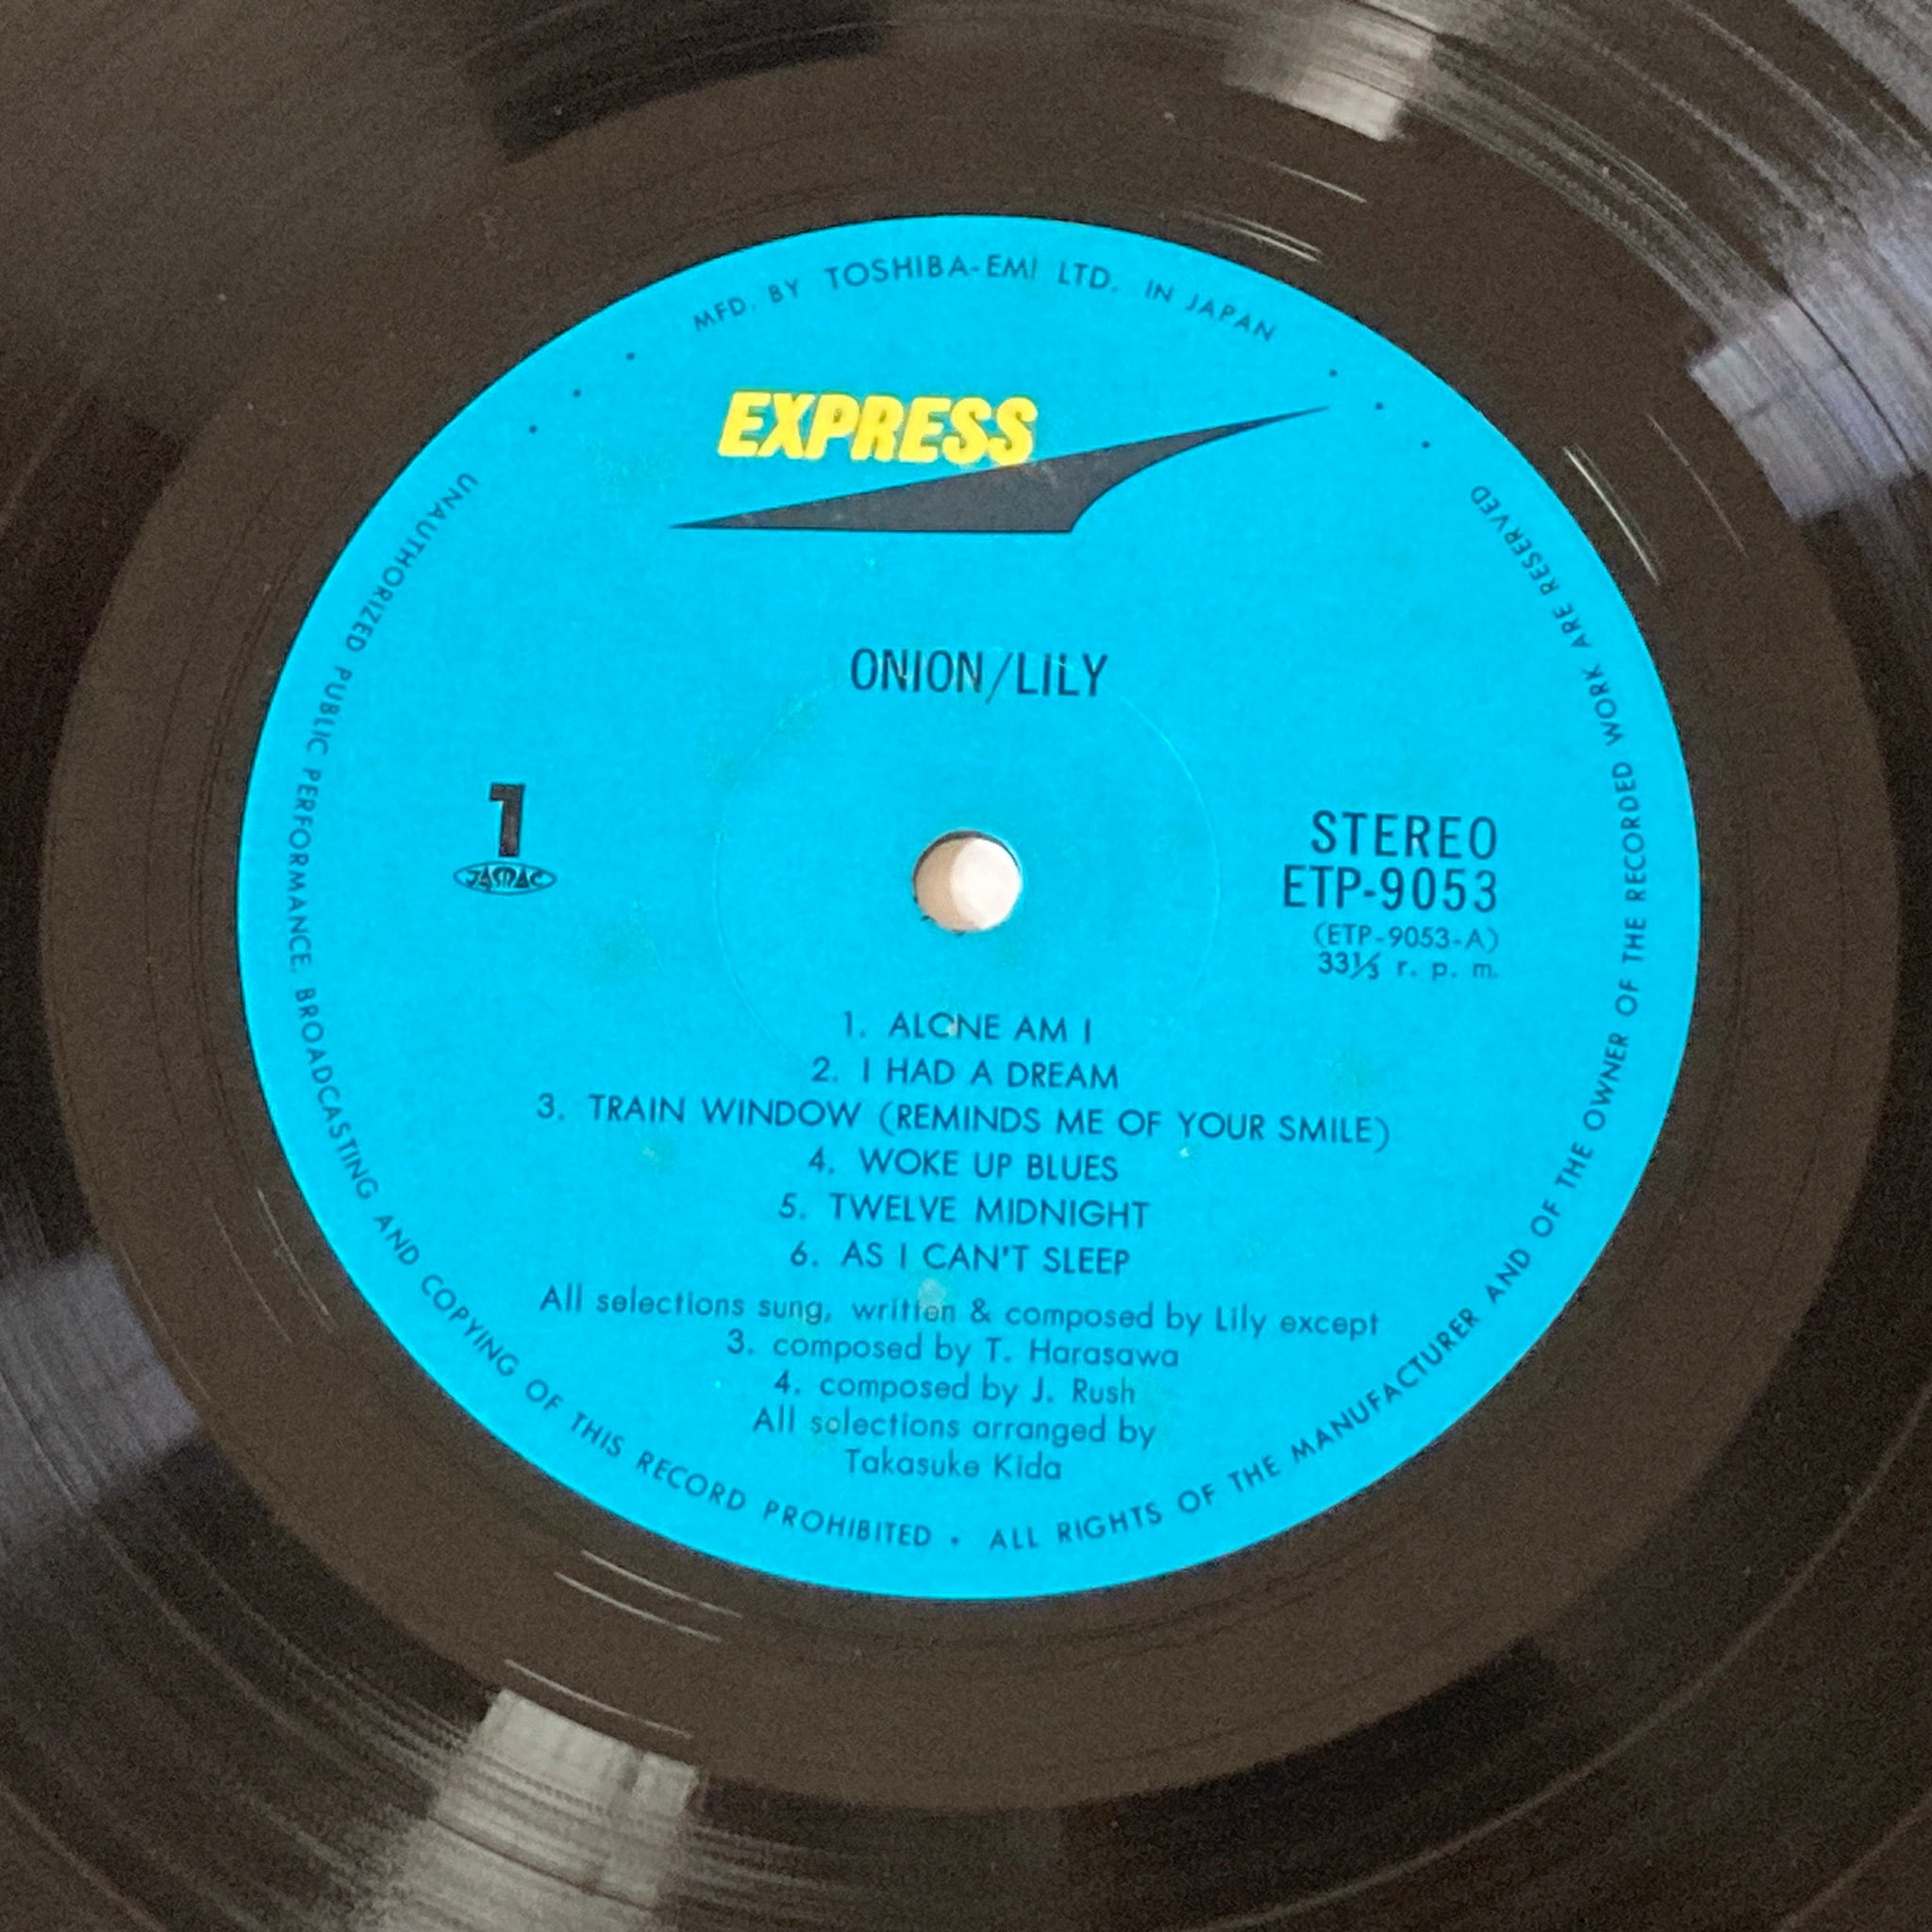 MFD. BY TOSHIBA-EMI LTD. IN JAPAN
EXPRESS
ONION/LILY
1
JASRAC
STEREO
ETP-9053
(ETP-9053-A)
33⅓ r. p. m.
1. ALONE AM I
2. I HAD A DREAM
3. TRAIN WINDOW (REMINDS ME OF YOUR SMILE)
4. WOKE UP BLUES
5. TWELVE MIDNIGHT
6. AS I CAN'T SLEEP
All selections sung, written & composed by Lily except
3. composed by T. Harasawa
4. composed by J. Rush
All selections arranged by
Takasuke Kida
UNAUTHORIZED PUBLIC PERFORMANCE. BROADCASTING AND COPYING OF THIS RECORD PROHIBITED • ALL RIGHTS OF THE MANUFACTURER AND OF THE OWNER OF THE RECORDED WORK ARE RESERVED